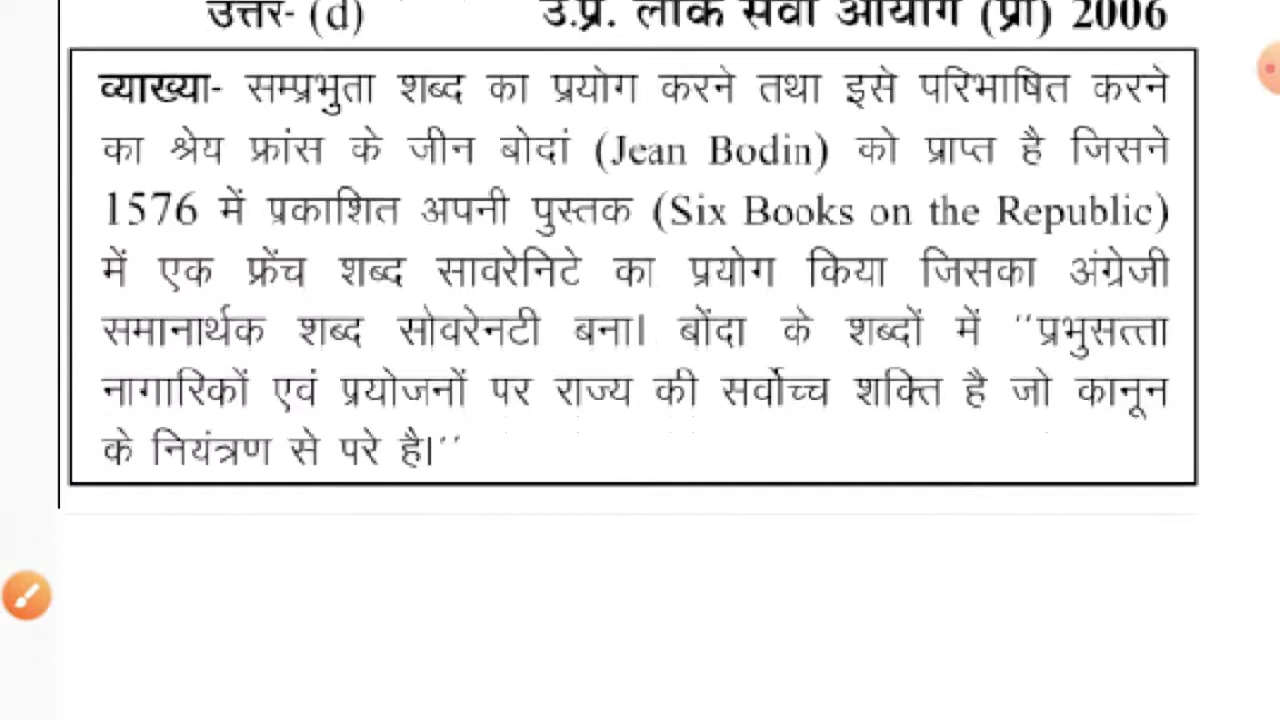 उत्तर- (d) उ.प्र. लोक सेवा आयोग (प्री) 2006
व्याख्या- सम्प्रभुता शब्द का प्रयोग करने तथा इसे परिभाषित करने
का श्रेय फ्रांस के जीन बोदां (Jean Bodin) को प्राप्त है जिसने
1576 में प्रकाशित अपनी पुस्तक (Six Books on the Republic)
में एक फ्रेंच शब्द सावरेनिटे का प्रयोग किया जिसका अंग्रेजी
समानार्थक शब्द सोवरेनटी बना। बोंदा के शब्दों में ''प्रभुसत्ता
नागारिकों एवं प्रयोजनों पर राज्य की सर्वोच्च शक्ति है जो कानून
के नियंत्रण से परे है।''